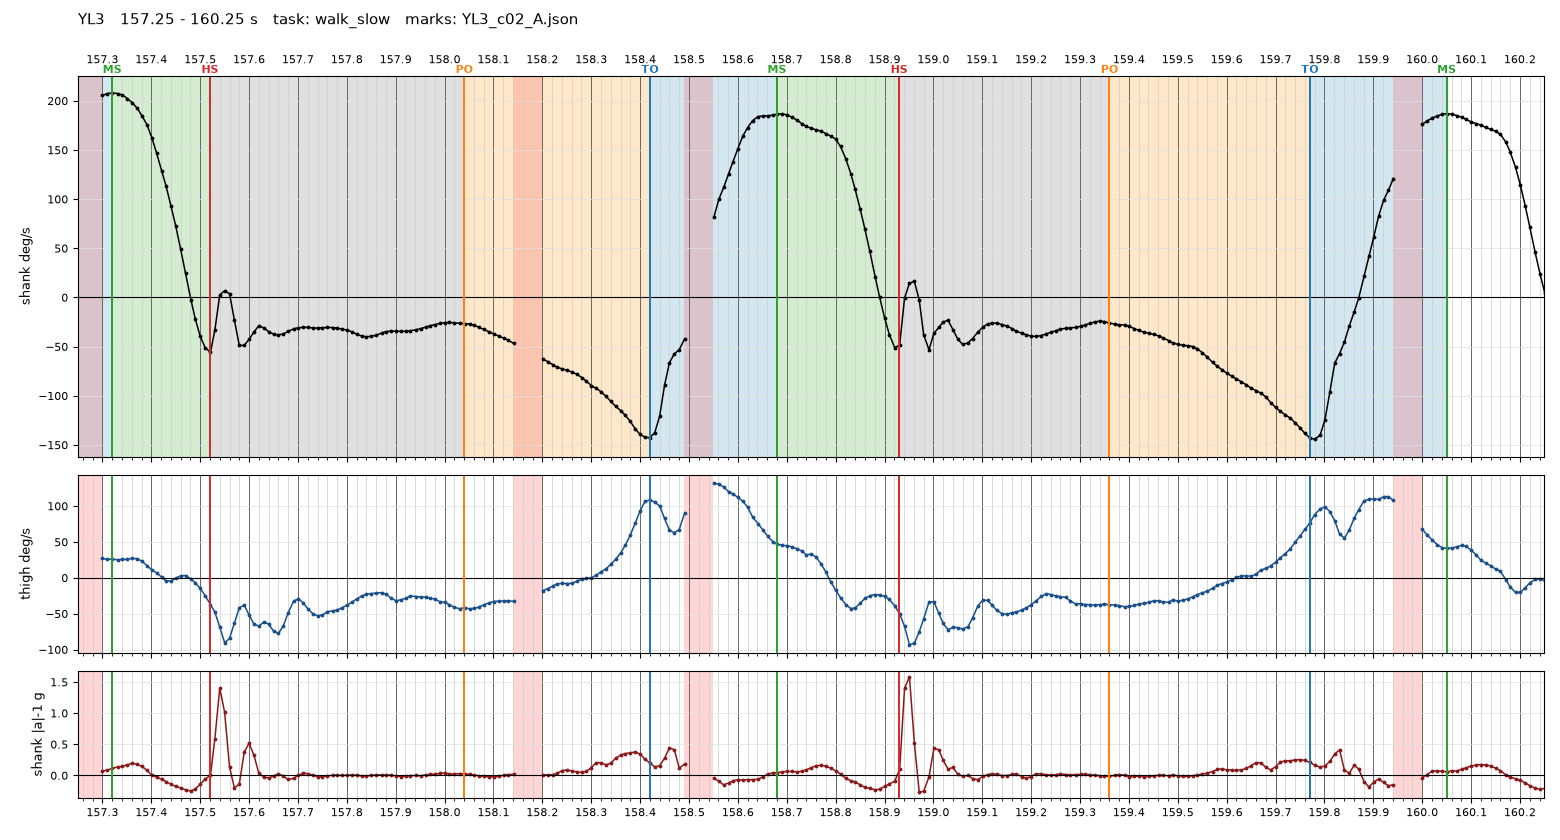 YL3   157.25 - 160.25 s   task: walk_slow   marks: YL3_c02_A.json
157.3 157.4 157.5 157.6 157.7 157.8 157.9 158.0 158.1 158.2 158.3 158.4 158.5 158.6 158.7 158.8 158.9 159.0 159.1 159.2 159.3 159.4 159.5 159.6 159.7 159.8 159.9 160.0 160.1 160.2
MS HS PO TO MS HS PO TO MS
shank deg/s
200
150
100
50
0
−50
−100
−150
thigh deg/s
100
50
0
−50
−100
shank |a|-1 g
1.5
1.0
0.5
0.0
157.3 157.4 157.5 157.6 157.7 157.8 157.9 158.0 158.1 158.2 158.3 158.4 158.5 158.6 158.7 158.8 158.9 159.0 159.1 159.2 159.3 159.4 159.5 159.6 159.7 159.8 159.9 160.0 160.1 160.2